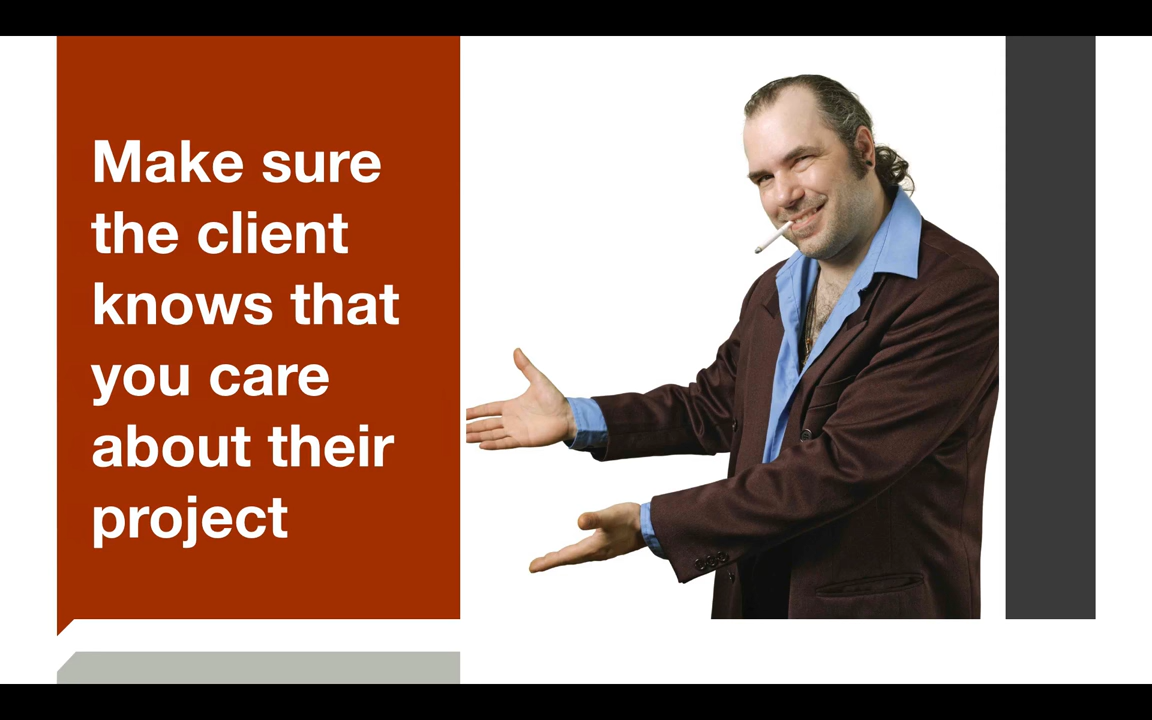 Make sure
the client
knows that
you care
about their
project